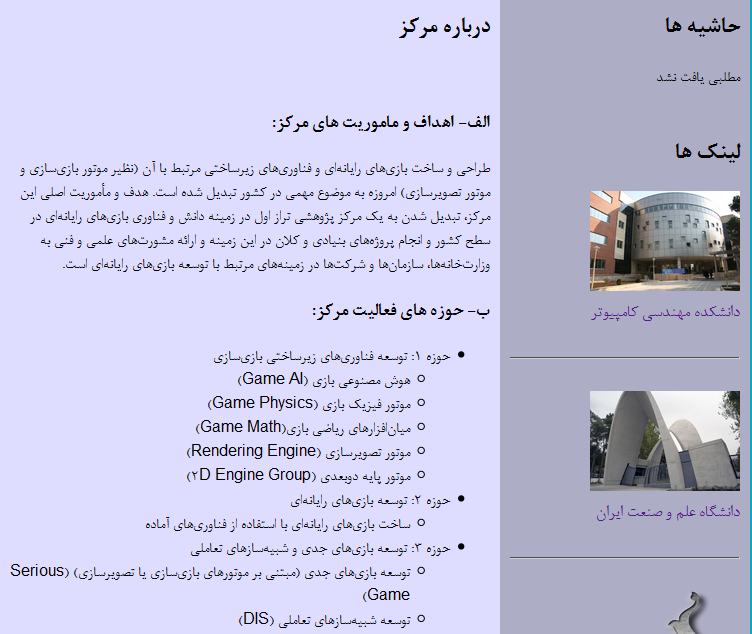 حاشیه ها
مطلبی یافت نشد
لینک ها
دانشکده مهندسی کامپیوتر
دانشگاه علم و صنعت ایران
درباره مرکز
الف- اهداف و ماموریت های مرکز:
طراحی و ساخت بازی‌های رایانه‌ای و فناوری‌های زیرساختی مرتبط با آن (نظیر موتور بازی‌سازی و
موتور تصویرسازی) امروزه به موضوع مهمی در کشور تبدیل شده است. هدف و مأموریت اصلی این
مرکز، تبدیل شدن به یک مرکز پژوهشی تراز اول در زمینه دانش و فناوری بازی‌های رایانه‌ای در
سطح کشور و انجام پروژه‌های بنیادی و کلان در این زمینه و ارائه مشورت‌های علمی و فنی به
وزارت‌خانه‌ها، سازمان‌ها و شرکت‌ها در زمینه‌های مرتبط با توسعه بازی‌های رایانه‌ای است.
ب- حوزه های فعالیت مرکز:
حوزه ۱: توسعه فناوری‌های زیرساختی بازی‌سازی
هوش مصنوعی بازی (Game AI)
موتور فیزیک بازی (Game Physics)
میان‌افزارهای ریاضی بازی(Game Math)
موتور تصویرسازی (Rendering Engine)
موتور پایه دوبعدی (۲D Engine Group)
حوزه ۲: توسعه بازی‌های رایانه‌ای
ساخت بازی‌های رایانه‌ای با استفاده از فناوری‌های آماده
حوزه ۳: توسعه بازی‌های جدی و شبیه‌سازهای تعاملی
توسعه بازی‌های جدی (مبتنی بر موتورهای بازی‌سازی یا تصویرسازی) (Serious
Game)
توسعه شبیه‌سازهای تعاملی (DIS)